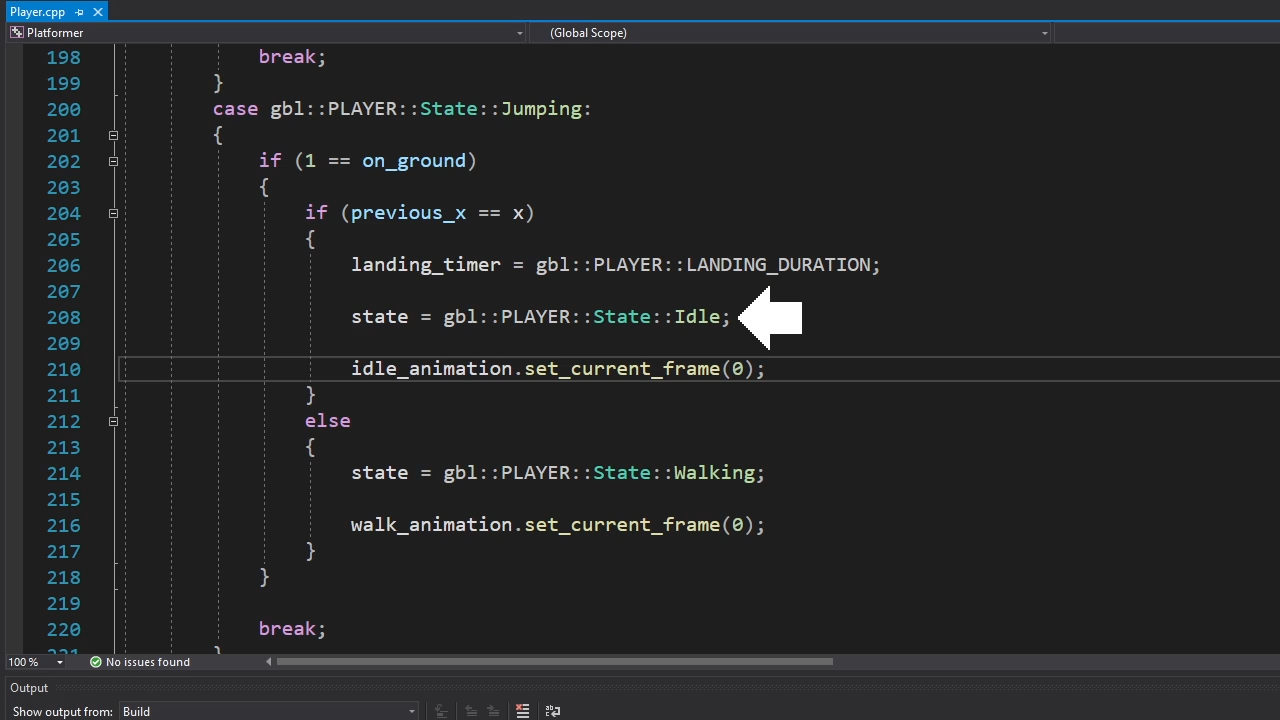 Player.cpp
Platformer (Global Scope)
198 break;
199 }
200 case gbl::PLAYER::State::Jumping:
201 {
202 if (1 == on_ground)
203 {
204 if (previous_x == x)
205 {
206 landing_timer = gbl::PLAYER::LANDING_DURATION;
207
208 state = gbl::PLAYER::State::Idle;
209
210 idle_animation.set_current_frame(0);
211 }
212 else
213 {
214 state = gbl::PLAYER::State::Walking;
215
216 walk_animation.set_current_frame(0);
217 }
218 }
219
220 break;
221 }
100 % No issues found
Output
Show output from: Build